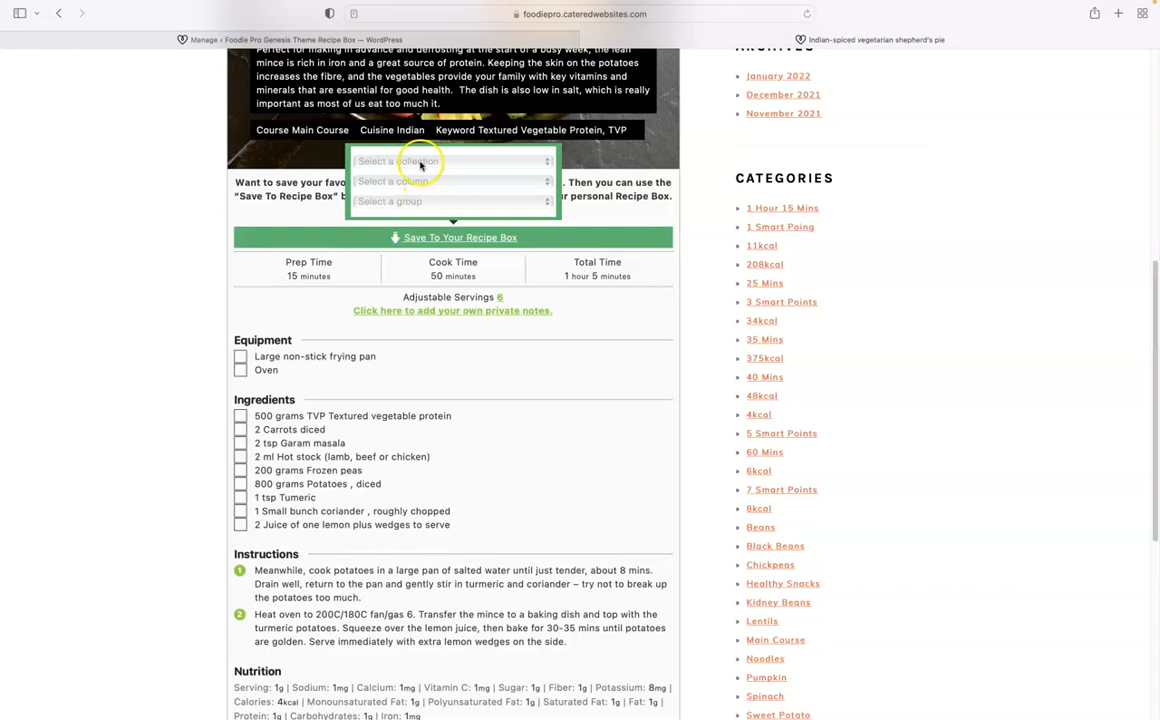 foodiepro.cateredwebsites.com
Manage ‹ Foodie Pro Genesis Theme Recipe Box — WordPress
Indian-spiced vegetarian shepherd's pie
Perfect for making in advance and defrosting at the start of a busy week, the lean
mince is rich in iron and a great source of protein. Keeping the skin on the potatoes
increases the fibre, and the vegetables provide your family with key vitamins and
minerals that are essential for good health. The dish is also low in salt, which is really
important as most of us eat too much it.
Course Main Course Cuisine Indian Keyword Textured Vegetable Protein, TVP
Select a collection
Select a column
Select a group
Want to save your favo
. Then you can use the
“Save To Recipe Box” b
ur personal Recipe Box.
Save To Your Recipe Box
Prep Time
15 minutes
Cook Time
50 minutes
Total Time
1 hour 5 minutes
Adjustable Servings 6
Click here to add your own private notes.
Equipment
Large non-stick frying pan
Oven
Ingredients
500 grams TVP Textured vegetable protein
2 Carrots diced
2 tsp Garam masala
2 ml Hot stock (lamb, beef or chicken)
200 grams Frozen peas
800 grams Potatoes , diced
1 tsp Tumeric
1 Small bunch coriander , roughly chopped
2 Juice of one lemon plus wedges to serve
Instructions
1 Meanwhile, cook potatoes in a large pan of salted water until just tender, about 8 mins.
Drain well, return to the pan and gently stir in turmeric and coriander – try not to break up
the potatoes too much.
2 Heat oven to 200C/180C fan/gas 6. Transfer the mince to a baking dish and top with the
turmeric potatoes. Squeeze over the lemon juice, then bake for 30-35 mins until potatoes
are golden. Serve immediately with extra lemon wedges on the side.
Nutrition
Serving: 1g | Sodium: 1mg | Calcium: 1mg | Vitamin C: 1mg | Sugar: 1g | Fiber: 1g | Potassium: 8mg |
Calories: 4kcal | Monounsaturated Fat: 1g | Polyunsaturated Fat: 1g | Saturated Fat: 1g | Fat: 1g |
Protein: 1g | Carbohydrates: 1g | Iron: 1mg
ARCHIVES
January 2022
December 2021
November 2021
CATEGORIES
1 Hour 15 Mins
1 Smart Poing
11kcal
208kcal
25 Mins
3 Smart Points
34kcal
35 Mins
375kcal
40 Mins
48kcal
4kcal
5 Smart Points
60 Mins
6kcal
7 Smart Points
8kcal
Beans
Black Beans
Chickpeas
Healthy Snacks
Kidney Beans
Lentils
Main Course
Noodles
Pumpkin
Spinach
Sweet Potato